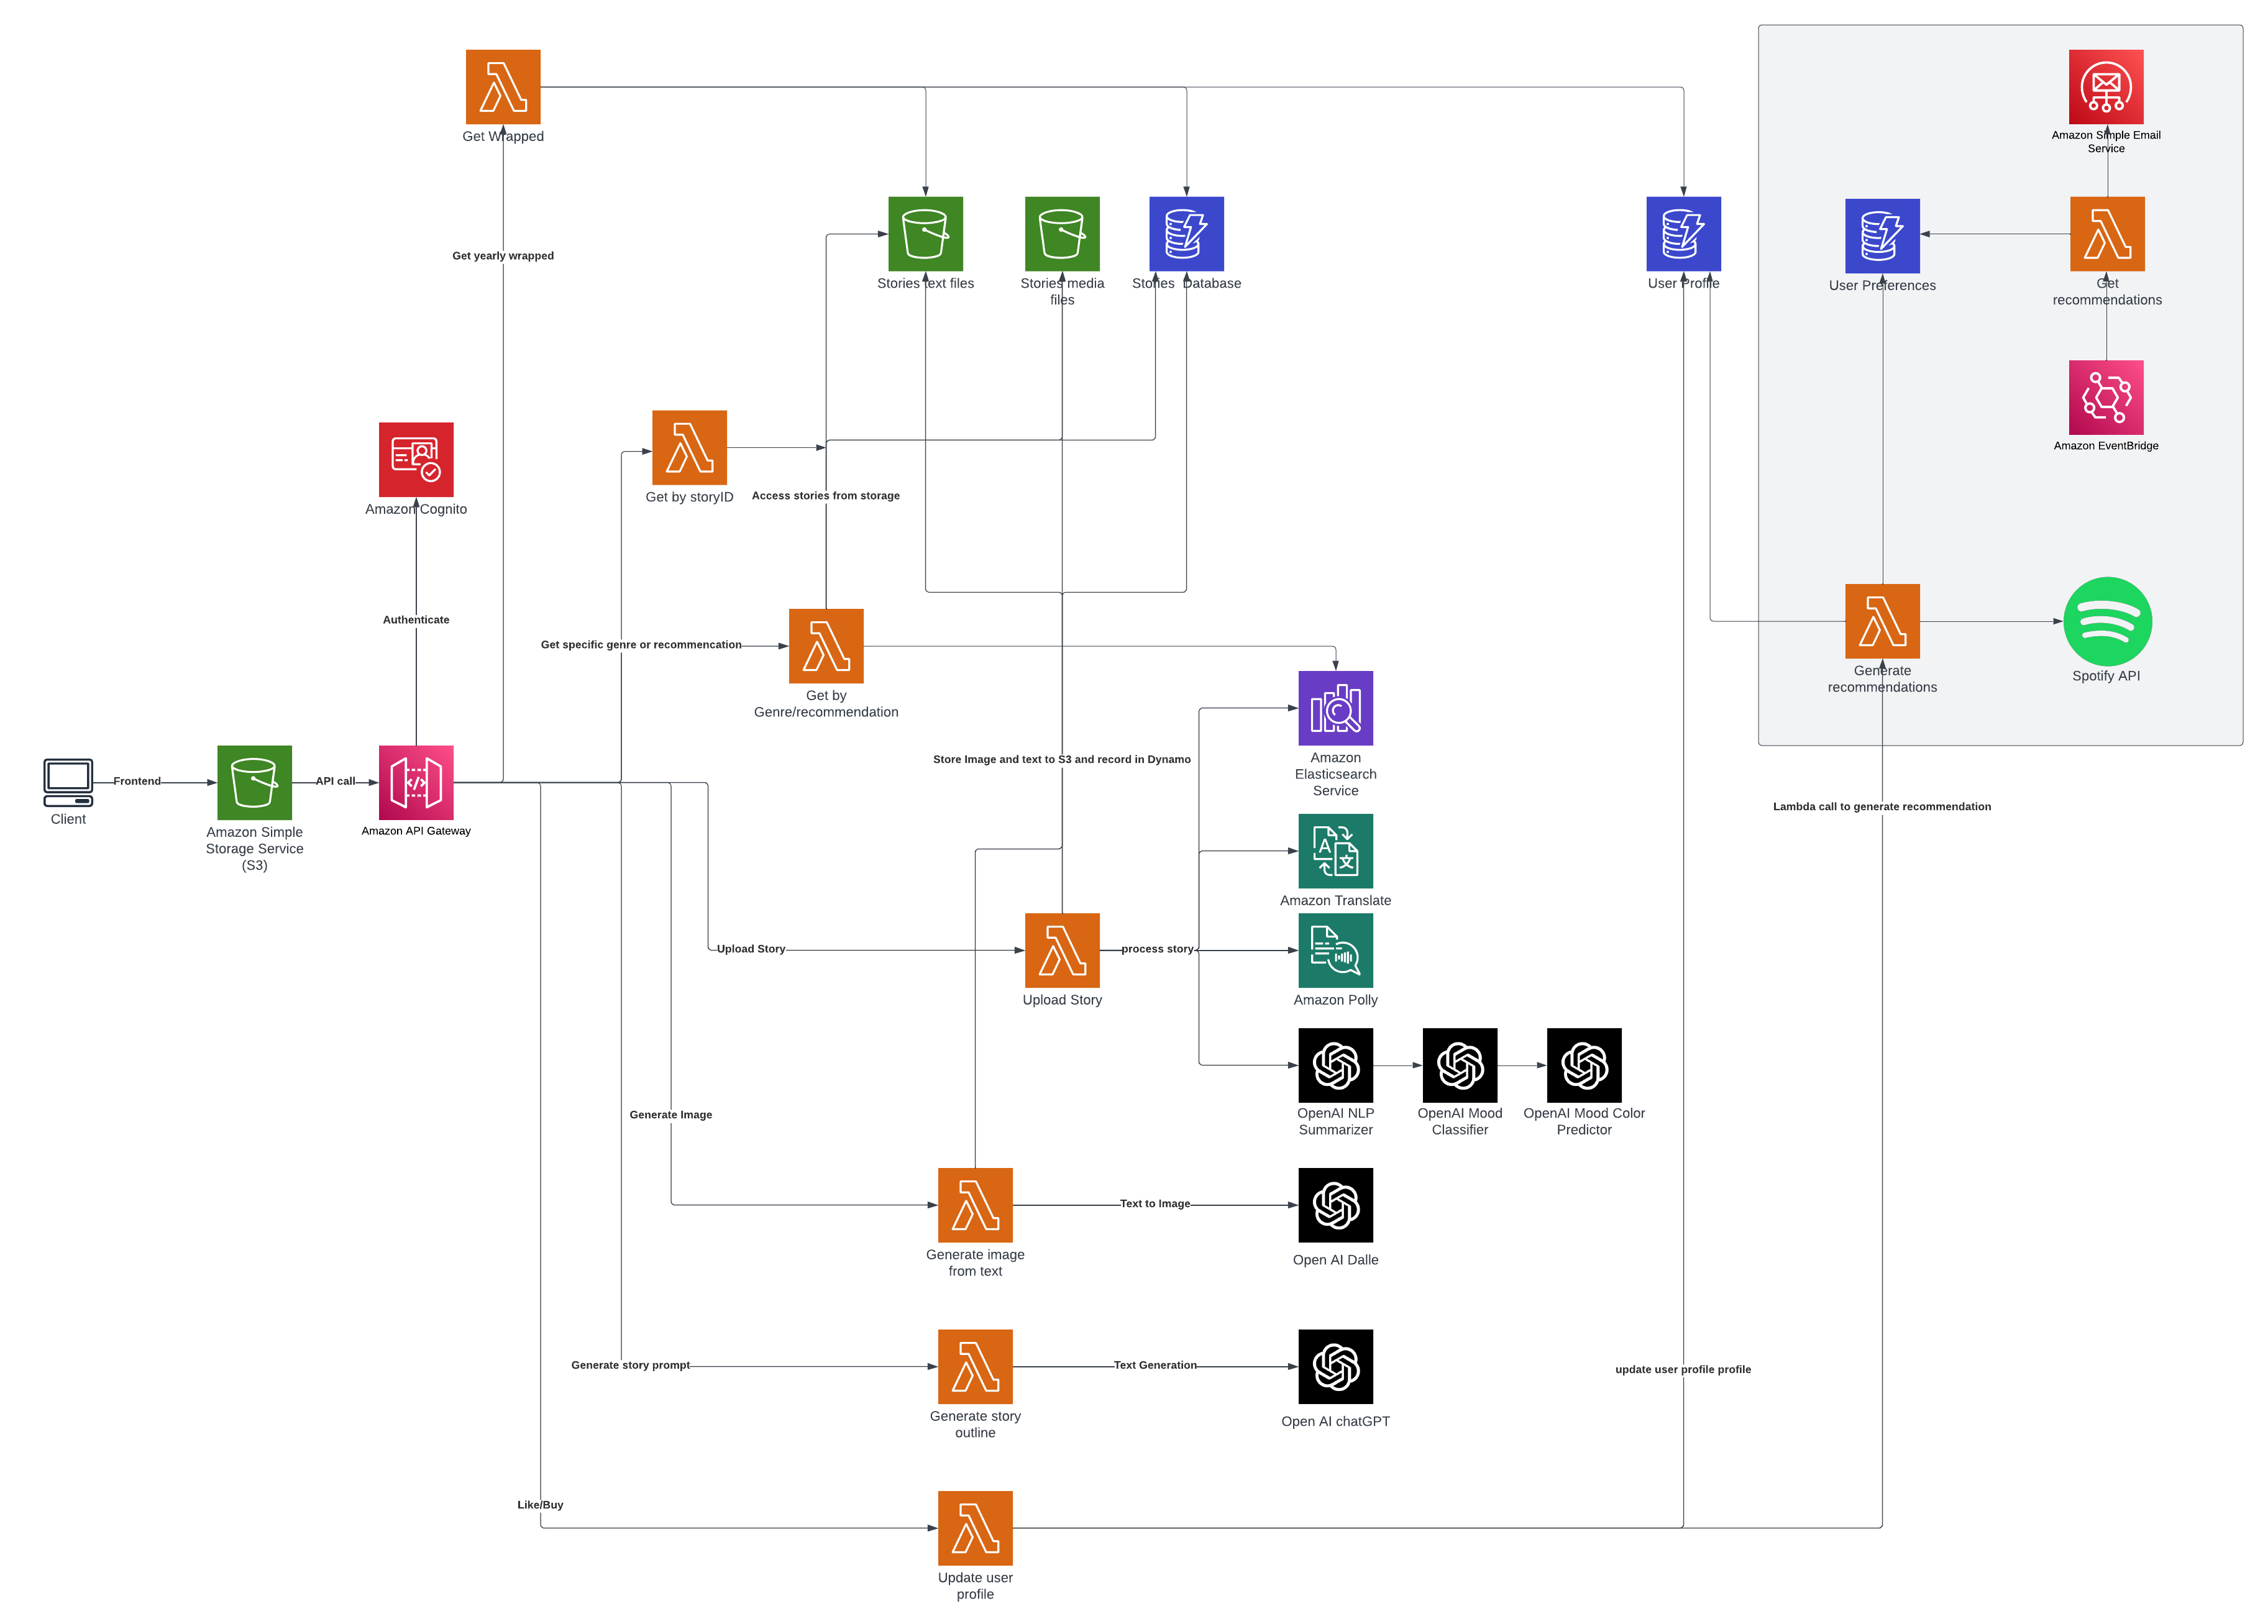 Get Wrapped
Amazon Simple Email
Service
Get yearly wrapped
Stories text files
Stories media
files
Stories Database
User Profile
User Preferences
Get
recommendations
Amazon EventBridge
Amazon Cognito
Get by storyID
Access stories from storage
Authenticate
Get specific genre or recommencation
Get by
Genre/recommendation
Generate
recommendations
Spotify API
Amazon
Elasticsearch
Service
Store Image and text to S3 and record in Dynamo
Lambda call to generate recommendation
Client
Frontend
Amazon Simple
Storage Service
(S3)
API call
Amazon API Gateway
Amazon Translate
Upload Story
Upload Story
process story
Amazon Polly
OpenAI NLP
Summarizer
OpenAI Mood
Classifier
OpenAI Mood Color
Predictor
Generate Image
Generate image
from text
Text to Image
Open AI Dalle
Generate story prompt
Generate story
outline
Text Generation
Open AI chatGPT
update user profile profile
Like/Buy
Update user
profile